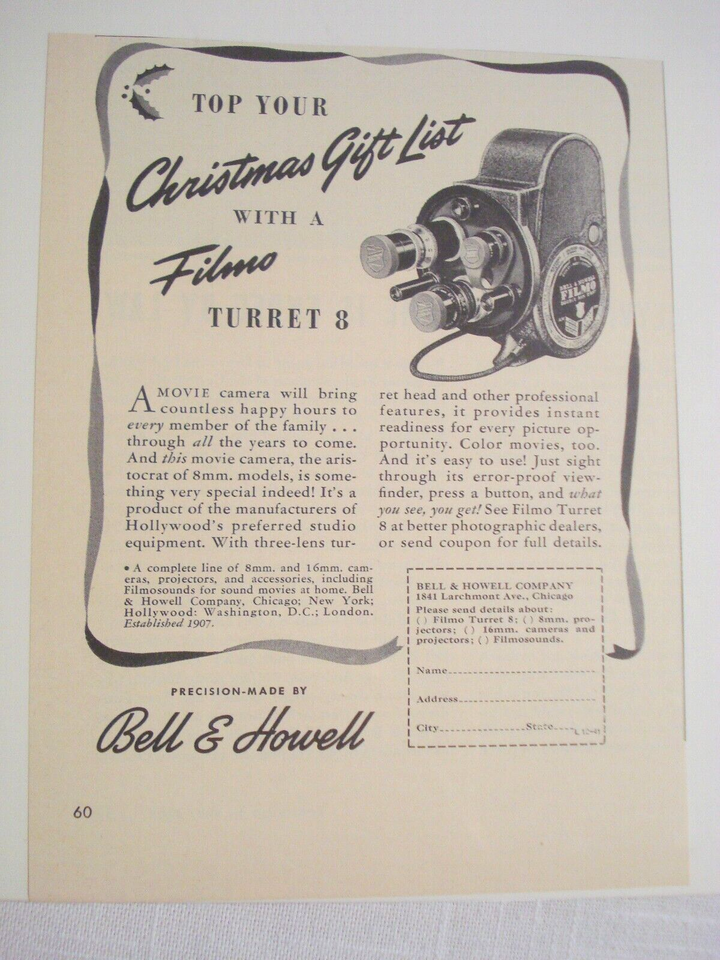 TOP YOUR
Christmas Gift List
WITH A
Filmo
TURRET 8
BELL & HOWELL
FILMO
A MOVIE camera will bring
countless happy hours to
every member of the family . . .
through all the years to come.
And this movie camera, the aris-
tocrat of 8mm. models, is some-
thing very special indeed! It's a
product of the manufacturers of
Hollywood's preferred studio
equipment. With three-lens tur-
ret head and other professional
features, it provides instant
readiness for every picture op-
portunity. Color movies, too.
And it's easy to use! Just sight
through its error-proof view-
finder, press a button, and what
you see, you get! See Filmo Turret
8 at better photographic dealers,
or send coupon for full details.
• A complete line of 8mm. and 16mm. cam-
eras, projectors, and accessories, including
Filmosounds for sound movies at home. Bell
& Howell Company, Chicago; New York;
Hollywood: Washington, D.C.; London.
Established 1907.
PRECISION-MADE BY
Bell & Howell
BELL & HOWELL COMPANY
1841 Larchmont Ave., Chicago
Please send details about:
( ) Filmo Turret 8; ( ) 8mm. pro-
jectors; ( ) 16mm. cameras and
projectors; ( ) Filmosounds.
Name
Address
City State
L 12-41
60